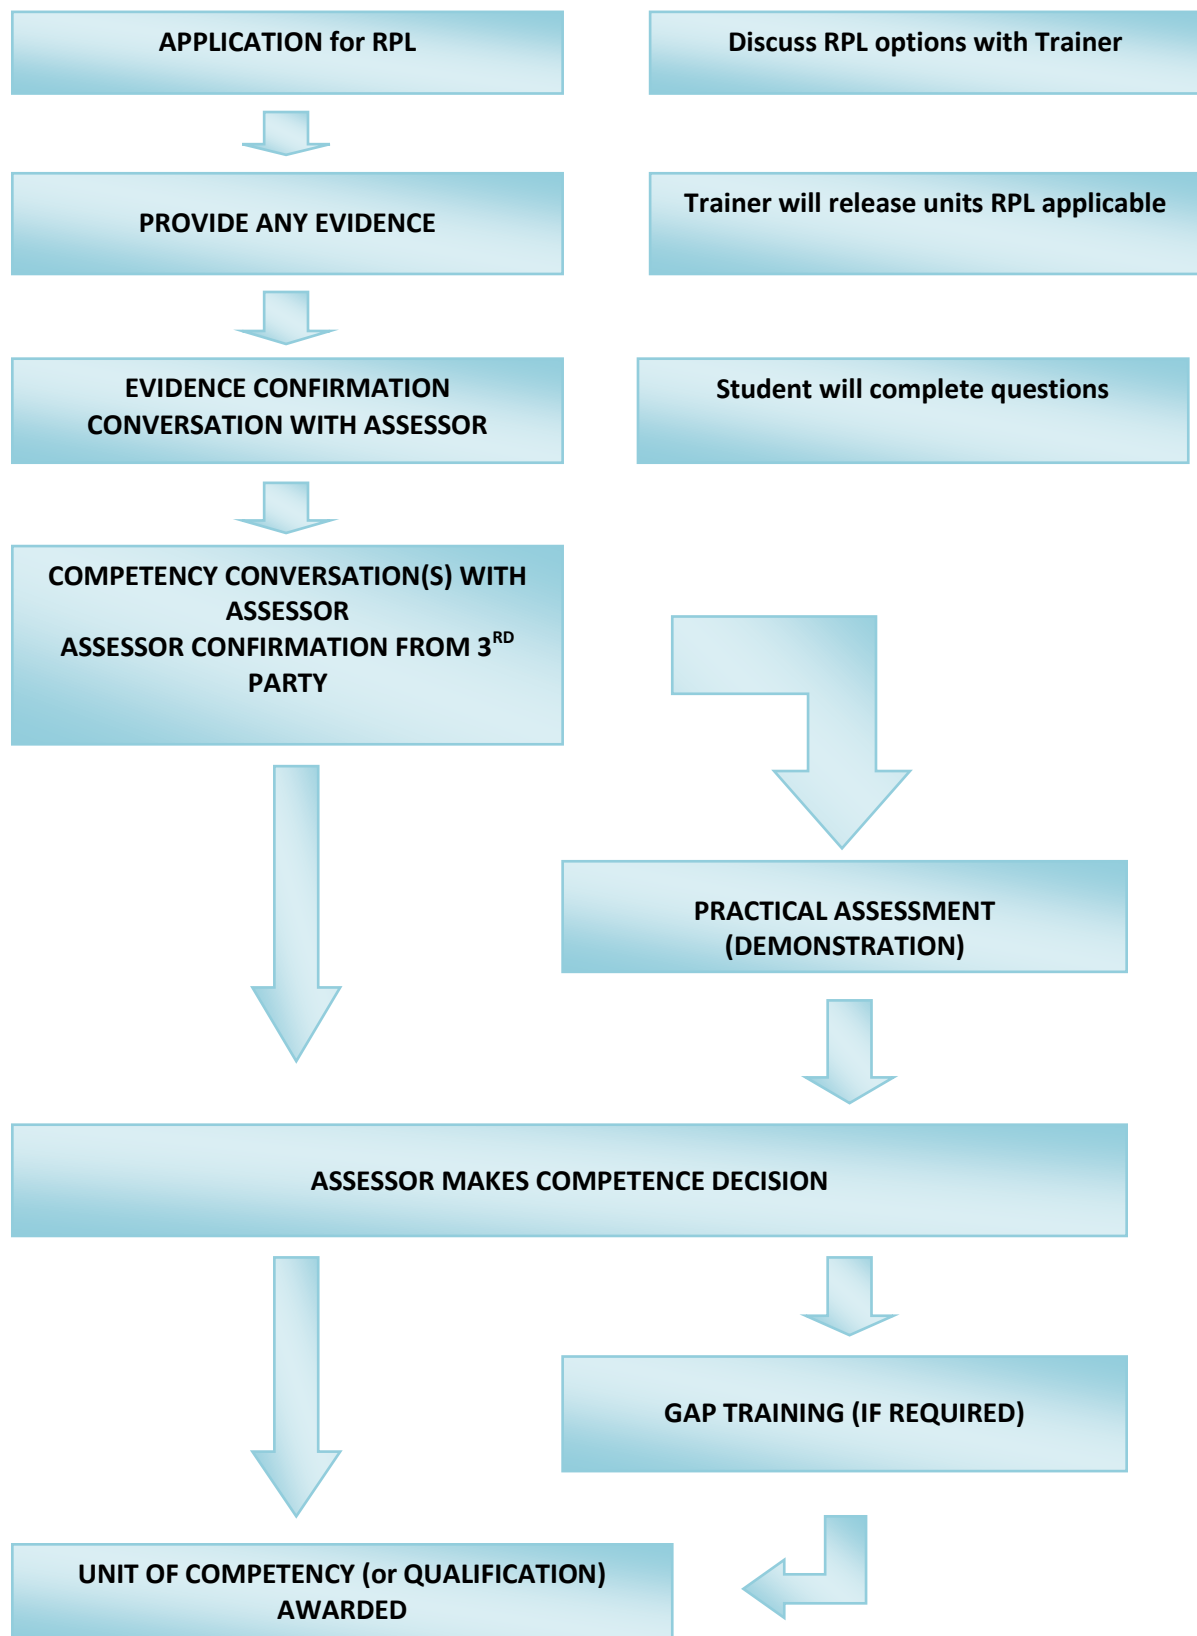 APPLICATION for RPL
Discuss RPL options with Trainer
PROVIDE ANY EVIDENCE
Trainer will release units RPL applicable
EVIDENCE CONFIRMATION
CONVERSATION WITH ASSESSOR
Student will complete questions
COMPETENCY CONVERSATION(S) WITH
ASSESSOR
ASSESSOR CONFIRMATION FROM 3RD
PARTY
PRACTICAL ASSESSMENT
(DEMONSTRATION)
ASSESSOR MAKES COMPETENCE DECISION
GAP TRAINING (IF REQUIRED)
UNIT OF COMPETENCY (or QUALIFICATION)
AWARDED